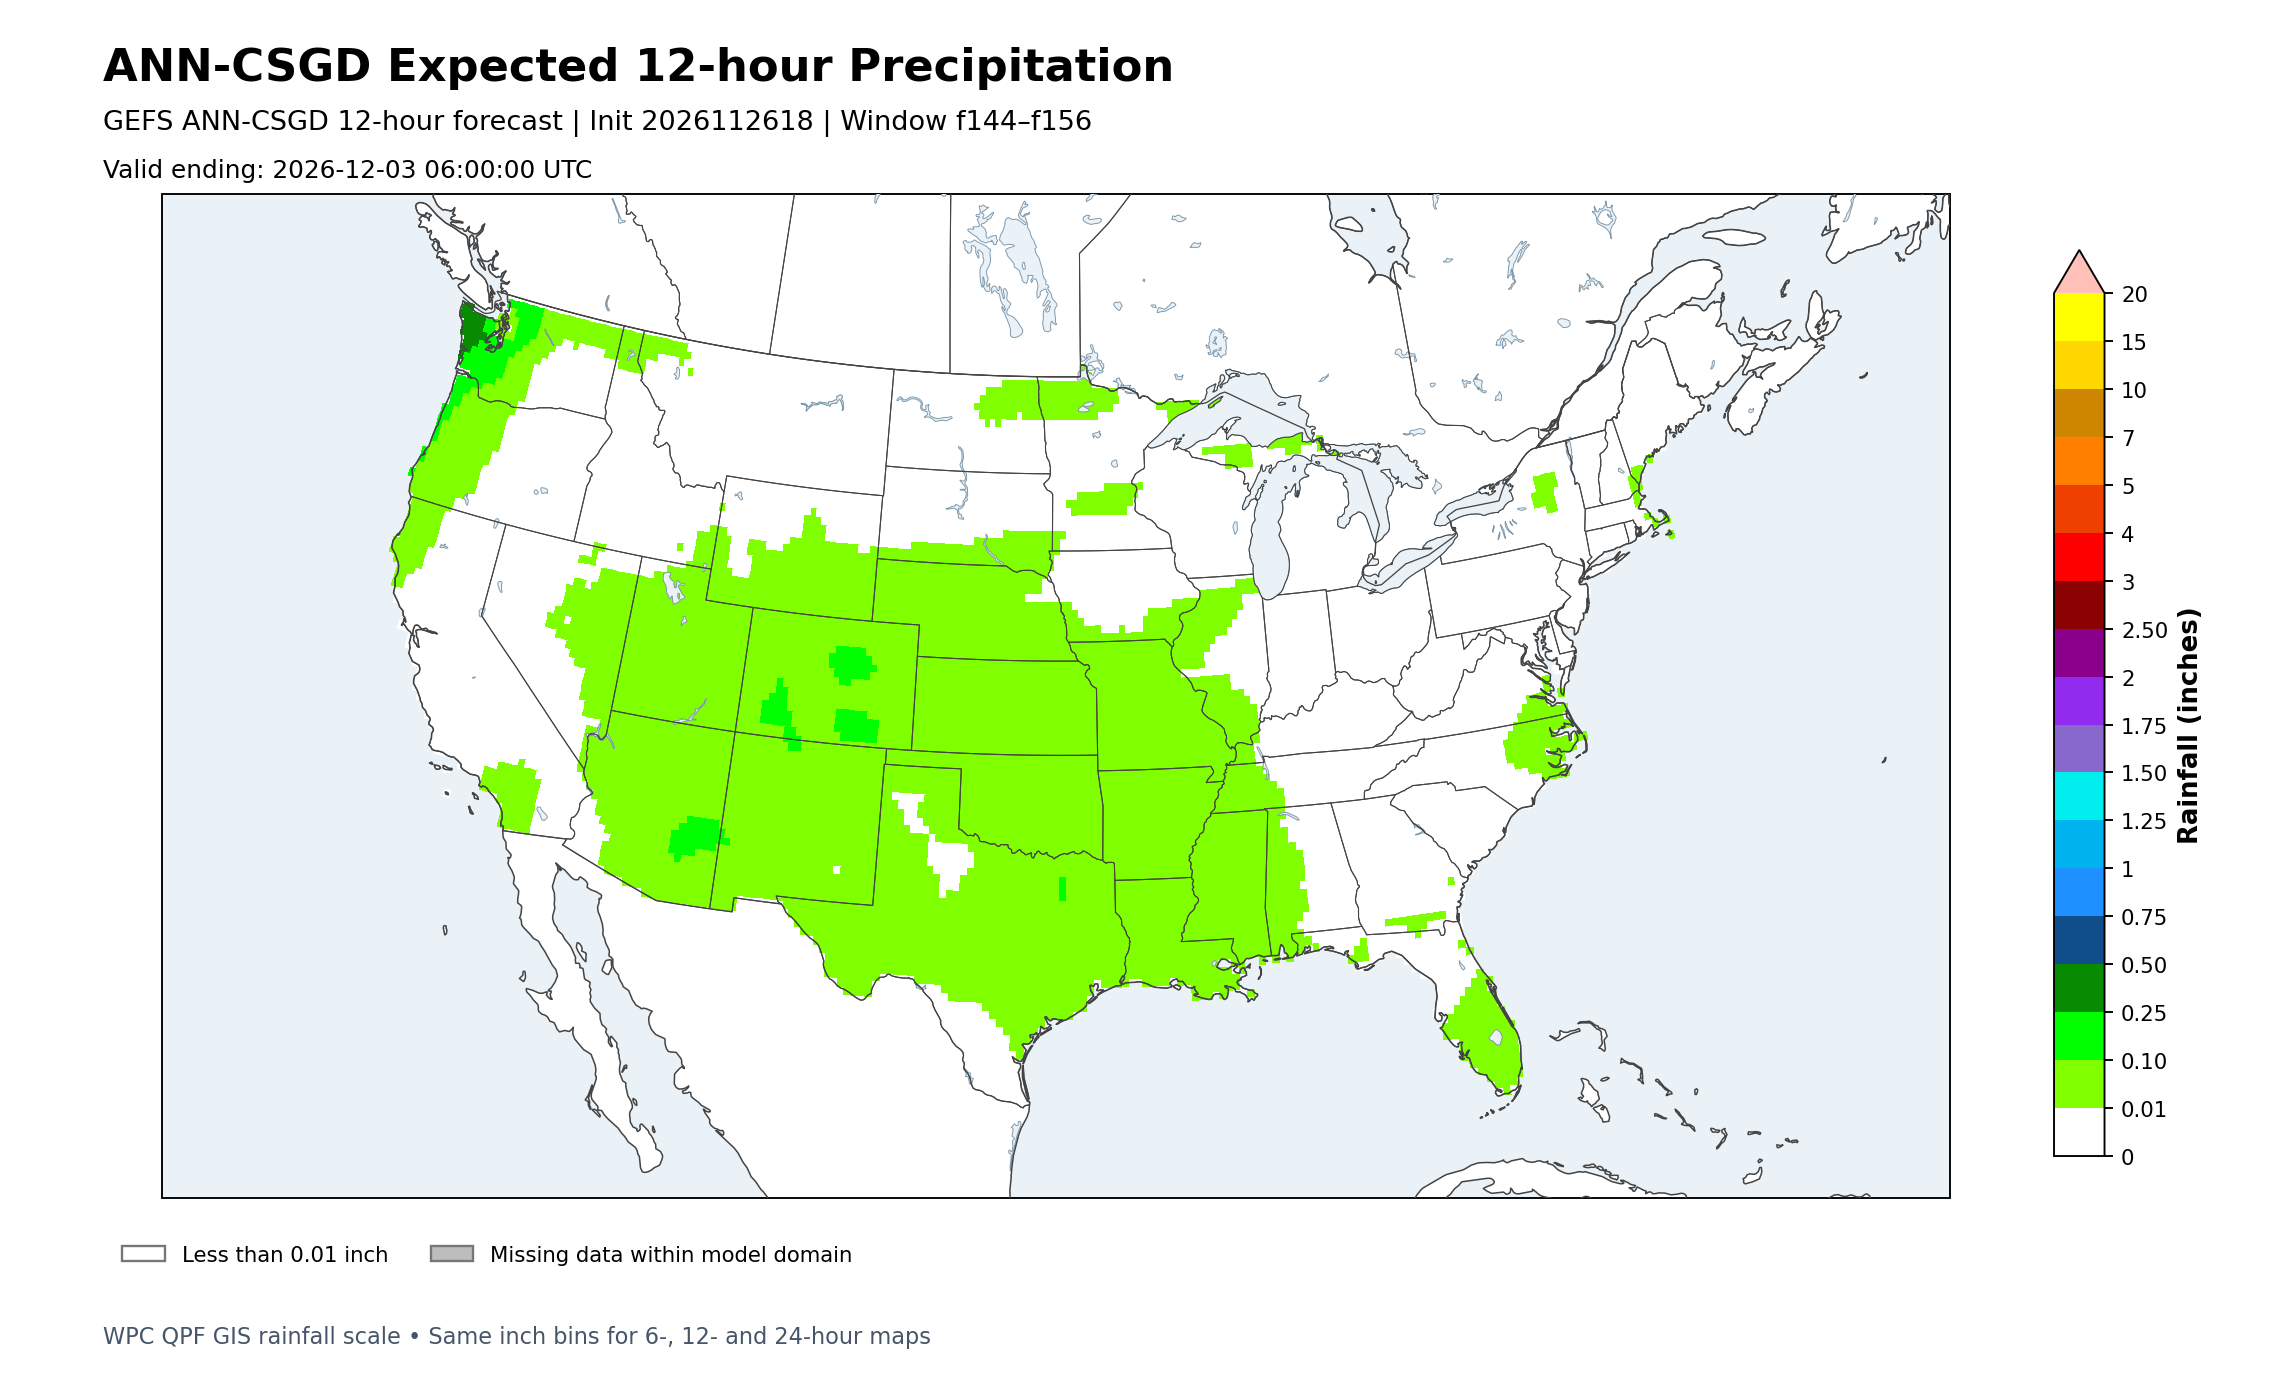 ANN-CSGD Expected 12-hour Precipitation
GEFS ANN-CSGD 12-hour forecast | Init 2026112618 | Window f144–f156
Valid ending: 2026-12-03 06:00:00 UTC
20
15
10
7
5
4
3
2.50
2
1.75
1.50
1.25
1
0.75
0.50
0.25
0.10
0.01
0
Rainfall (inches)
Less than 0.01 inch
Missing data within model domain
WPC QPF GIS rainfall scale • Same inch bins for 6-, 12- and 24-hour maps